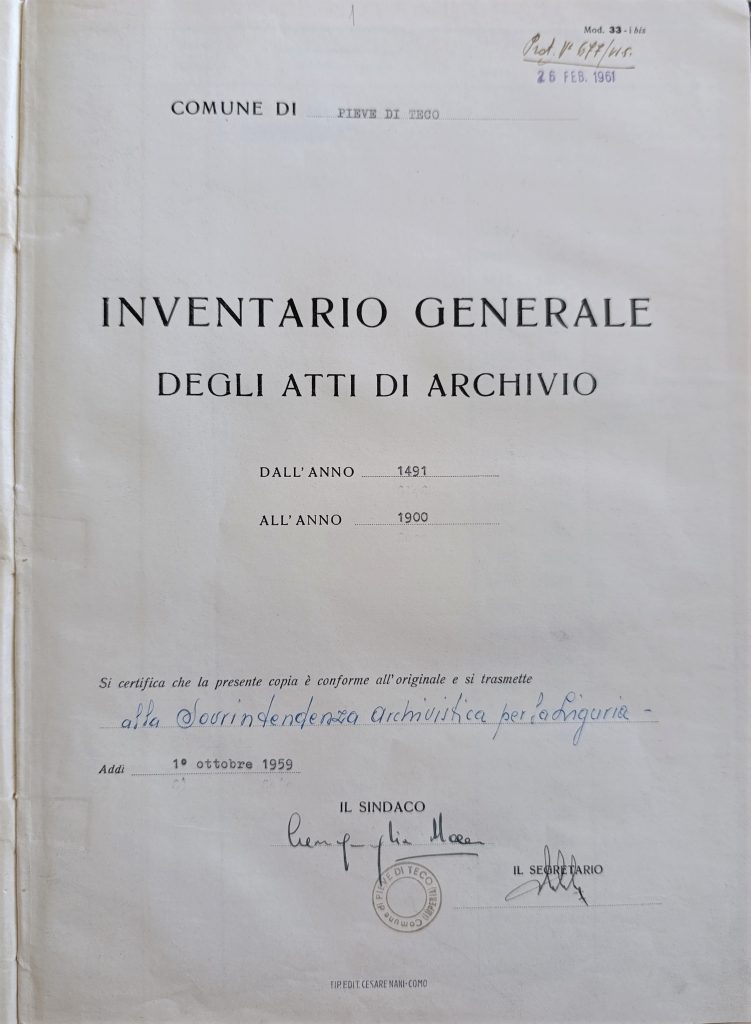 1
Mod. 33 - i bis
Prot. N° 677/
26 FEB. 1961
COMUNE DI PIEVE DI TECO
INVENTARIO GENERALE
DEGLI ATTI DI ARCHIVIO
DALL'ANNO 1491
ALL'ANNO 1900
Si certifica che la presente copia è conforme all'originale e si trasmette
alla Sovrindendenza Archivistica per la Liguria -
Addì 1° ottobre 1959
IL SINDACO
IL SEGRETARIO
Comune di PIEVE DI TECO (IMPERIA)
TIP. EDIT. CESARE NANI - COMO